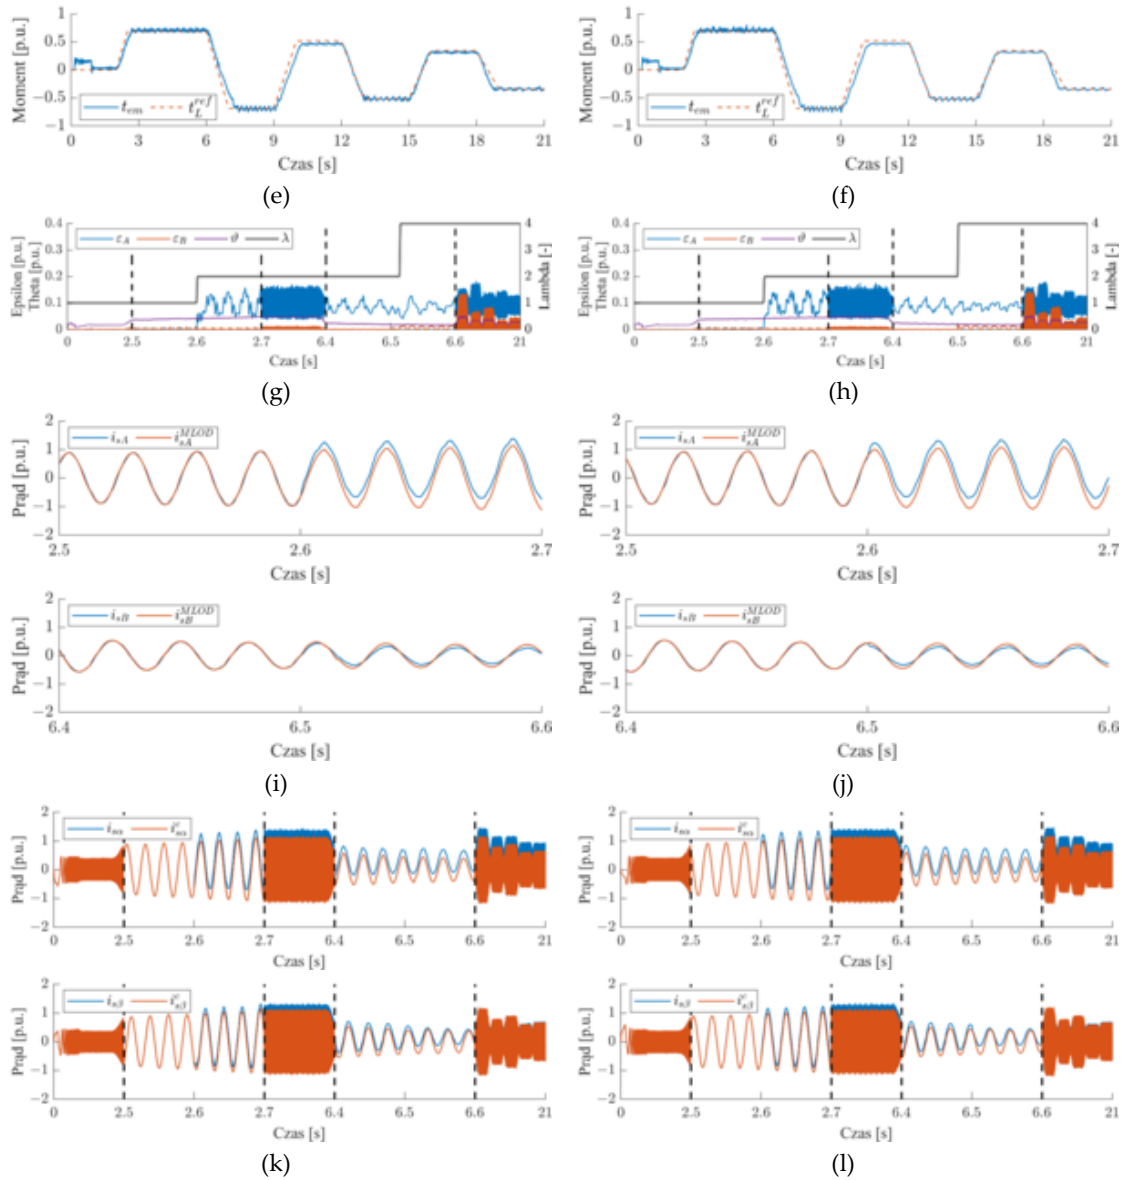 Moment [p.u.]
1
0.5
0
−0.5
−1
t_em t_L^ref
0 3 6 9 12 15 18 21
Czas [s]
(e)
Moment [p.u.]
1
0.5
0
−0.5
−1
t_em t_L^ref
0 3 6 9 12 15 18 21
Czas [s]
(f)
Epsilon [p.u.]
Theta [p.u.]
0.4
0.3
0.2
0.1
0
ε_A ε_B ϑ λ
4
3
2
1
0
Lambda [-]
0 2.5 2.6 2.7 6.4 6.5 6.6 21
Czas [s]
(g)
Epsilon [p.u.]
Theta [p.u.]
0.4
0.3
0.2
0.1
0
ε_A ε_B ϑ λ
4
3
2
1
0
Lambda [-]
0 2.5 2.6 2.7 6.4 6.5 6.6 21
Czas [s]
(h)
Prąd [p.u.]
2
1
0
−1
−2
i_sA i_sA^MLOD
2.5 2.6 2.7
Czas [s]
Prąd [p.u.]
2
1
0
−1
−2
i_sB i_sB^MLOD
6.4 6.5 6.6
Czas [s]
(i)
Prąd [p.u.]
2
1
0
−1
−2
i_sA i_sA^MLOD
2.5 2.6 2.7
Czas [s]
Prąd [p.u.]
2
1
0
−1
−2
i_sB i_sB^MLOD
6.4 6.5 6.6
Czas [s]
(j)
Prąd [p.u.]
2
1
0
−1
−2
i_sα i_sα^c
0 2.5 2.6 2.7 6.4 6.5 6.6 21
Czas [s]
Prąd [p.u.]
2
1
0
−1
−2
i_sβ i_sβ^c
0 2.5 2.6 2.7 6.4 6.5 6.6 21
Czas [s]
(k)
Prąd [p.u.]
2
1
0
−1
−2
i_sα i_sα^c
0 2.5 2.6 2.7 6.4 6.5 6.6 21
Czas [s]
Prąd [p.u.]
2
1
0
−1
−2
i_sβ i_sβ^c
0 2.5 2.6 2.7 6.4 6.5 6.6 21
Czas [s]
(l)